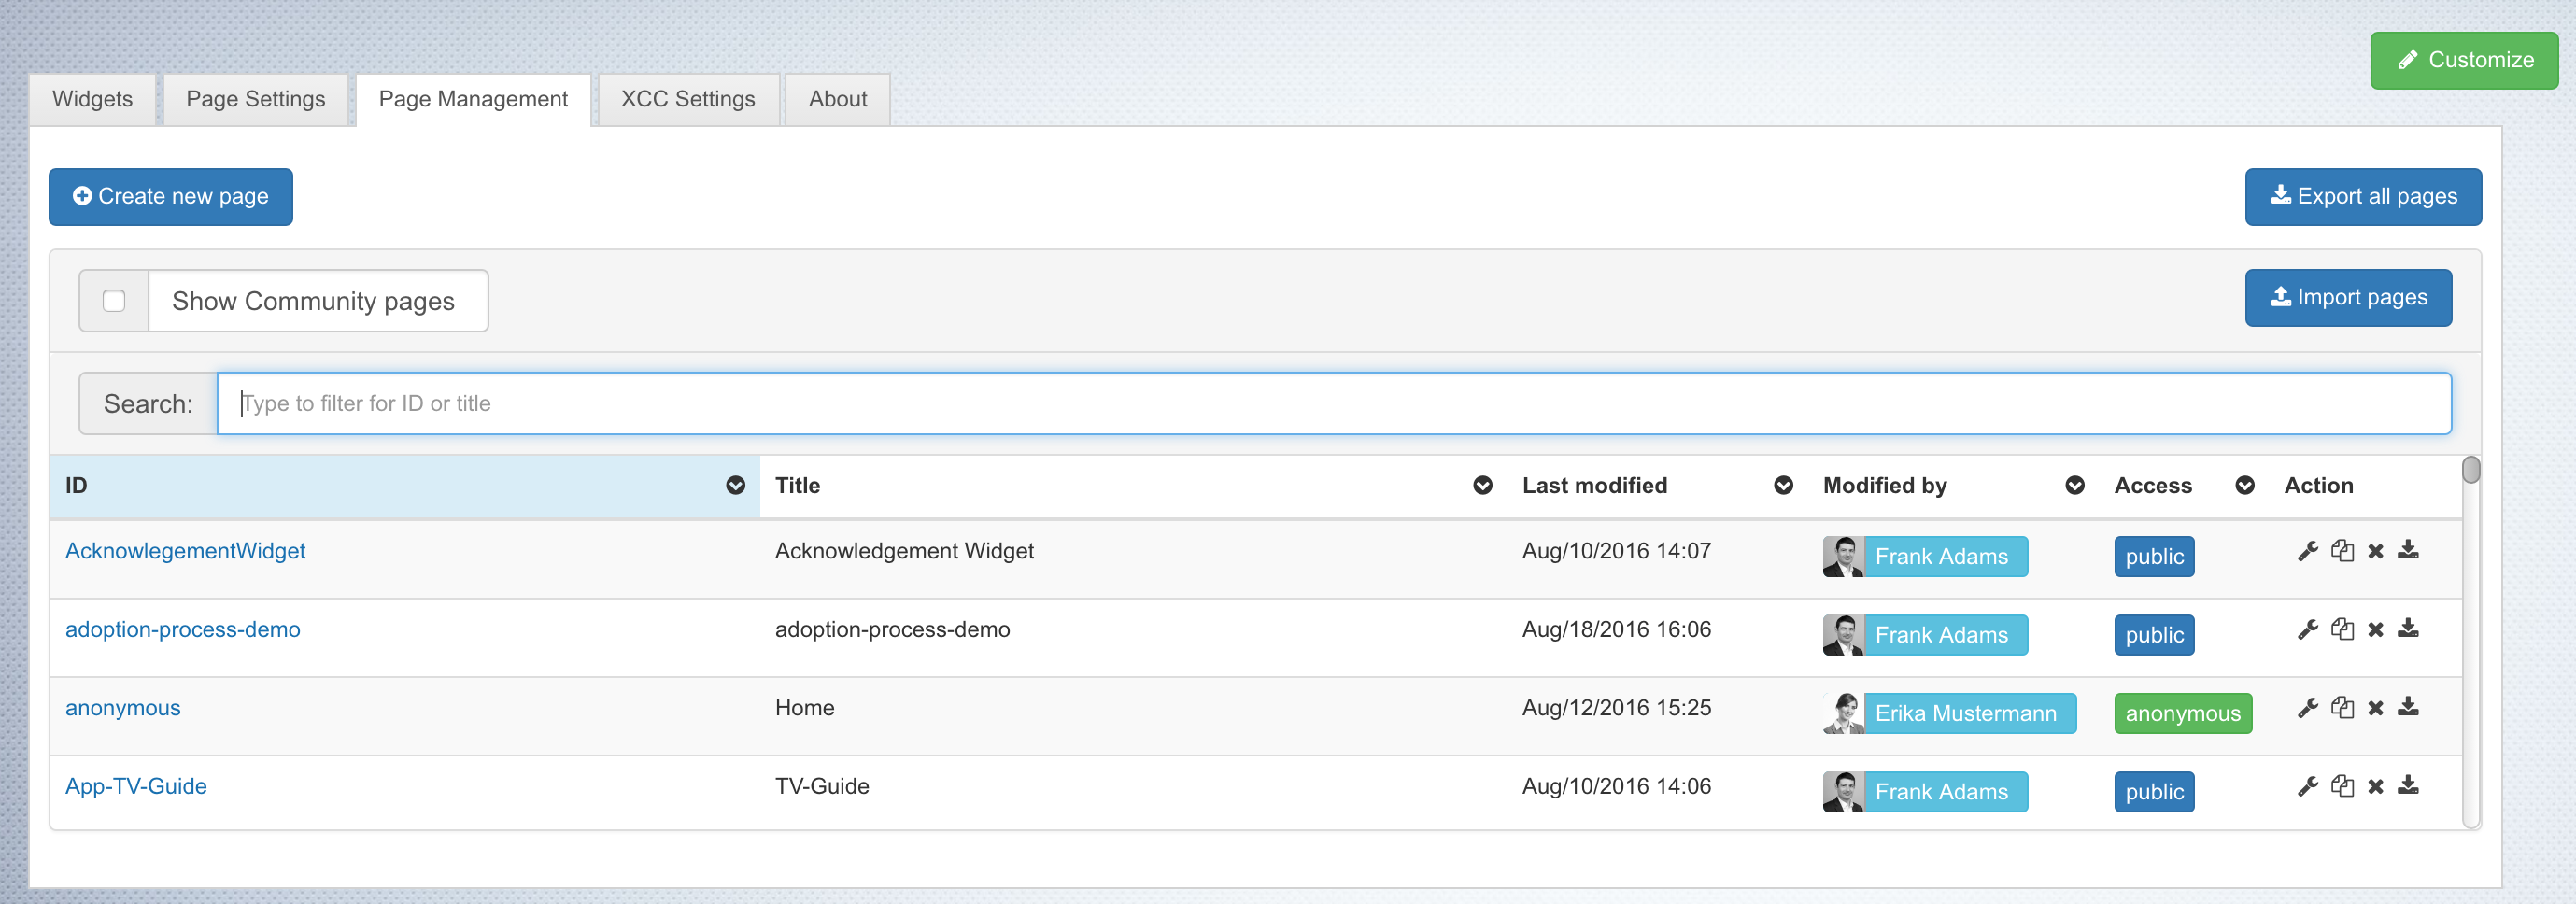 Customize
Widgets Page Settings Page Management XCC Settings About
Create new page Export all pages
Show Community pages Import pages
Search: Type to filter for ID or title
ID Title Last modified Modified by Access Action
AcknowlegementWidget Acknowledgement Widget Aug/10/2016 14:07 Frank Adams public
adoption-process-demo adoption-process-demo Aug/18/2016 16:06 Frank Adams public
anonymous Home Aug/12/2016 15:25 Erika Mustermann anonymous
App-TV-Guide TV-Guide Aug/10/2016 14:06 Frank Adams public